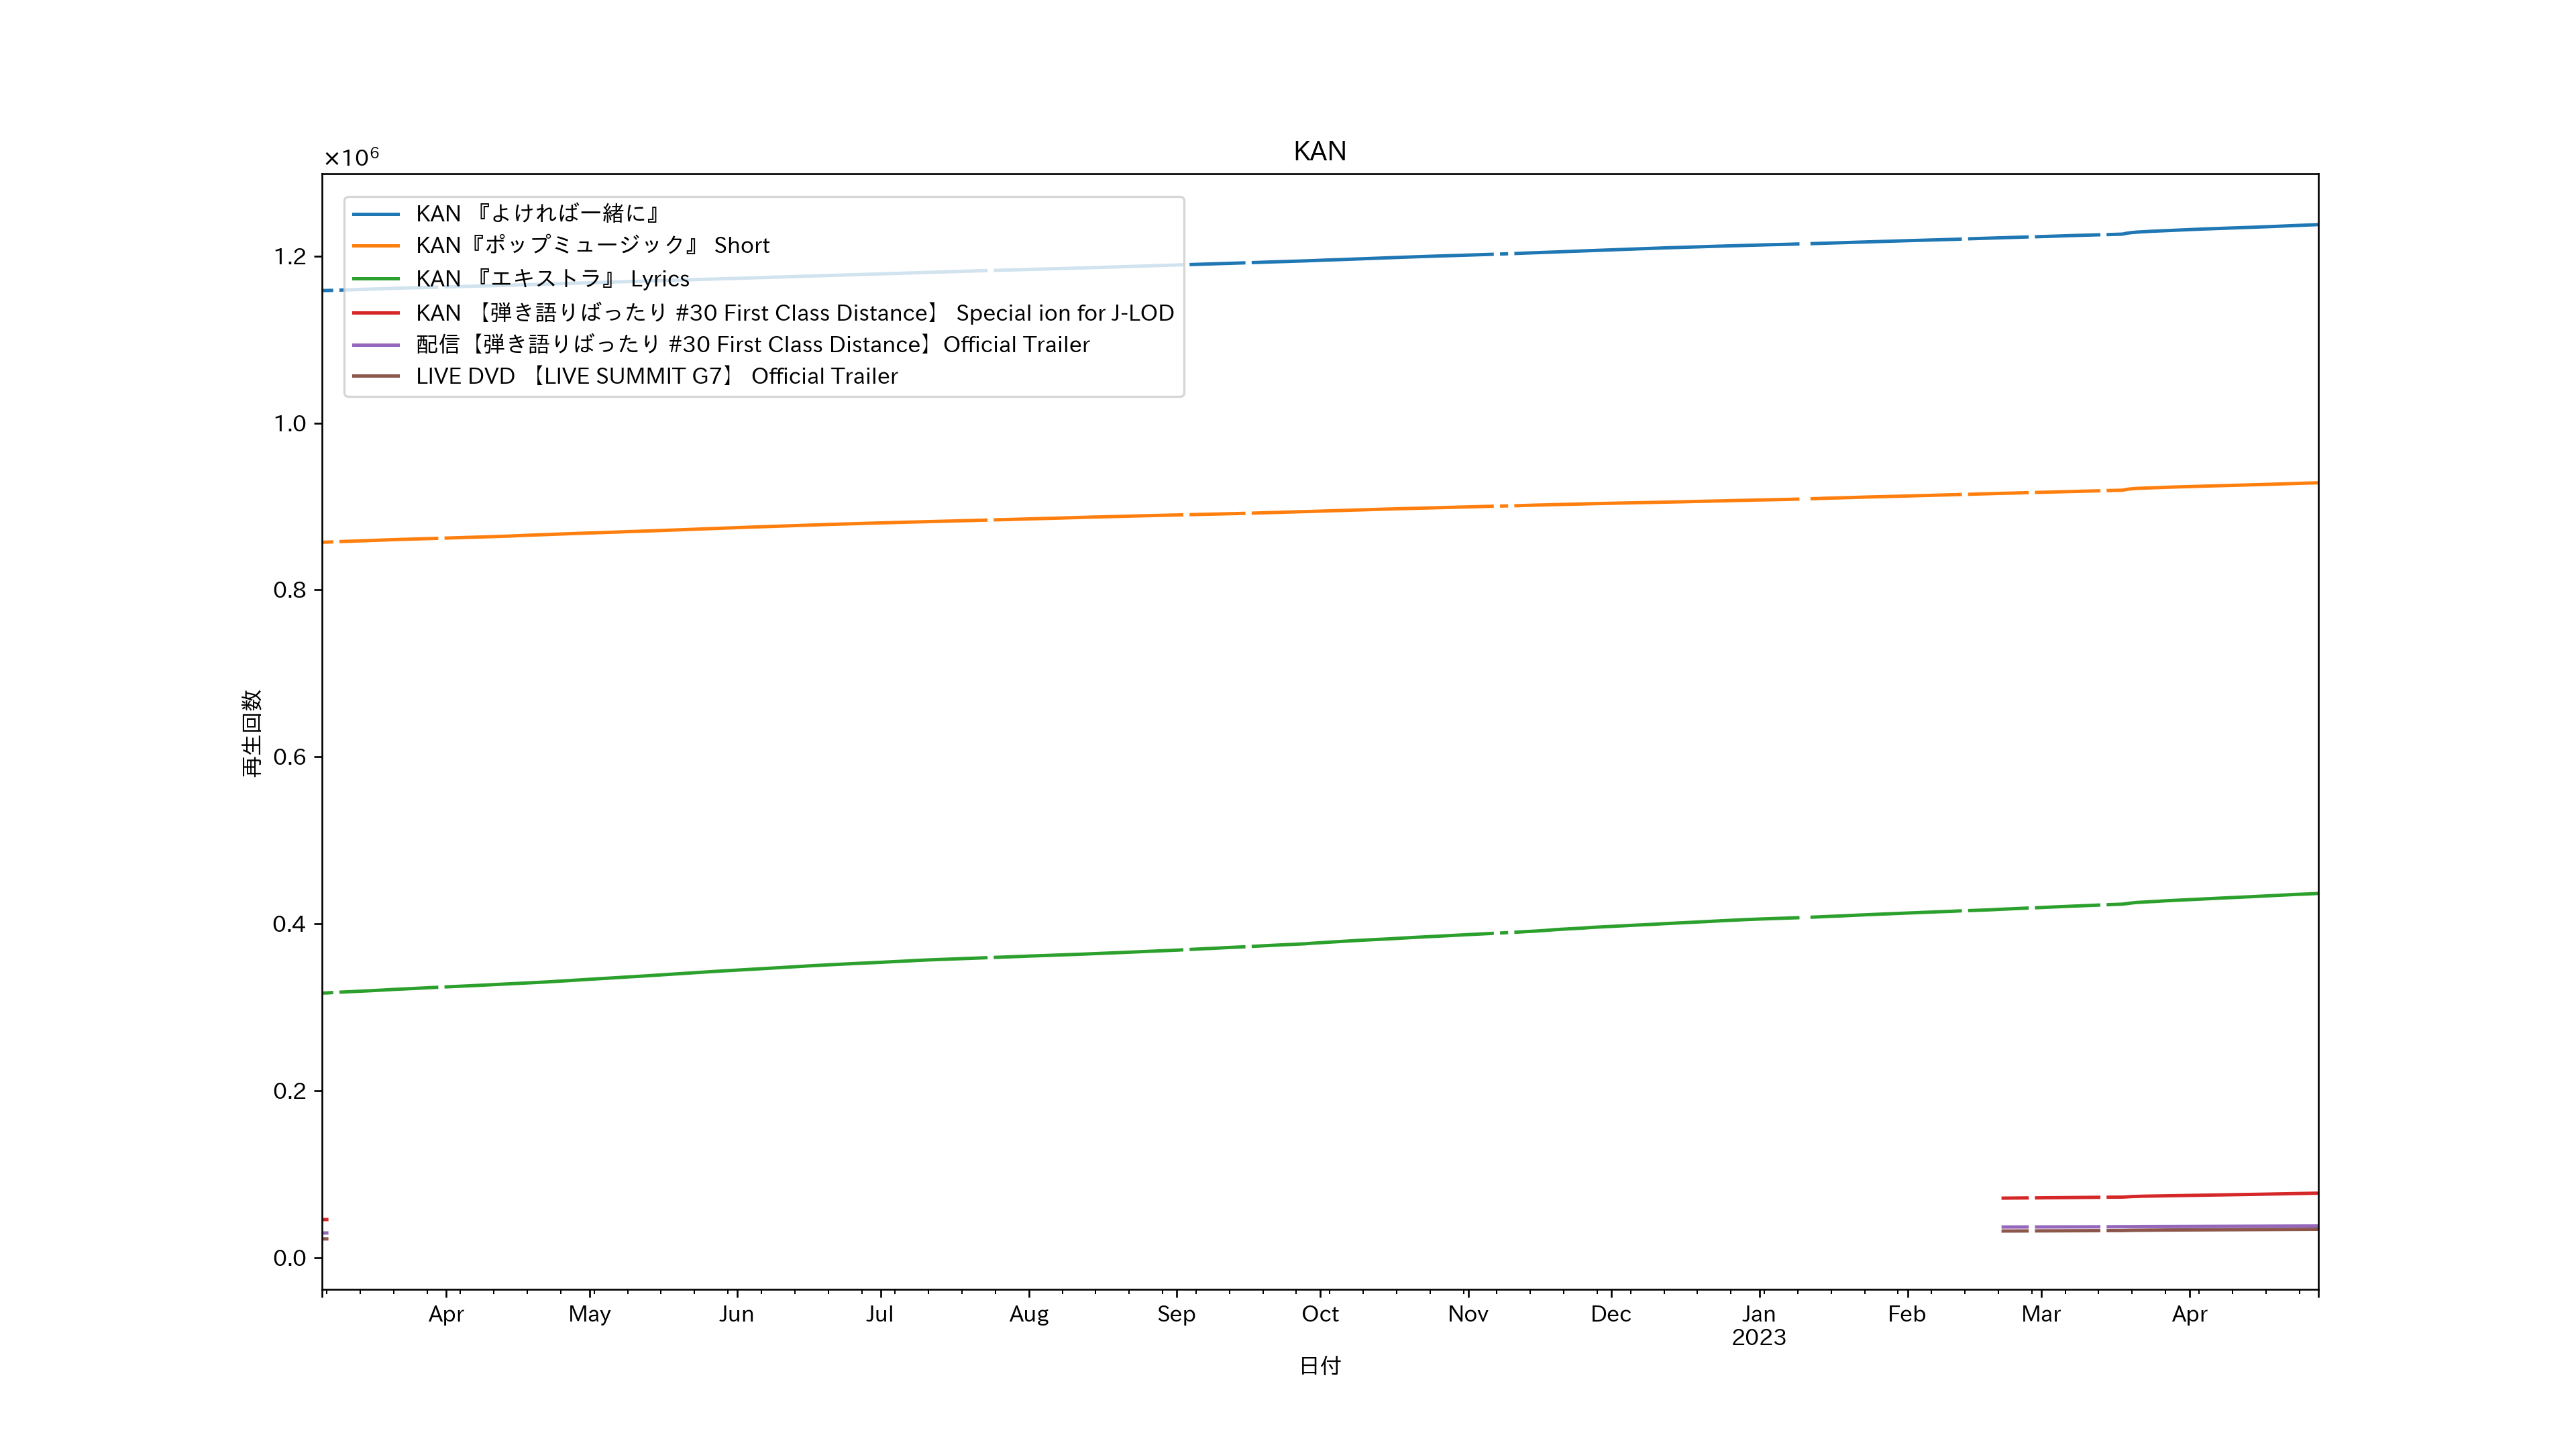 KAN
×10⁶
KAN 『よければ一緒に』
KAN『ポップミュージック』 Short
KAN 『エキストラ』 Lyrics
KAN 【弾き語りばったり #30 First Class Distance】 Special ion for J-LOD
配信【弾き語りばったり #30 First Class Distance】Official Trailer
LIVE DVD 【LIVE SUMMIT G7】 Official Trailer
1.2
1.0
0.8
0.6
0.4
0.2
0.0
再生回数
Apr May Jun Jul Aug Sep Oct Nov Dec Jan Feb Mar Apr
2023
日付